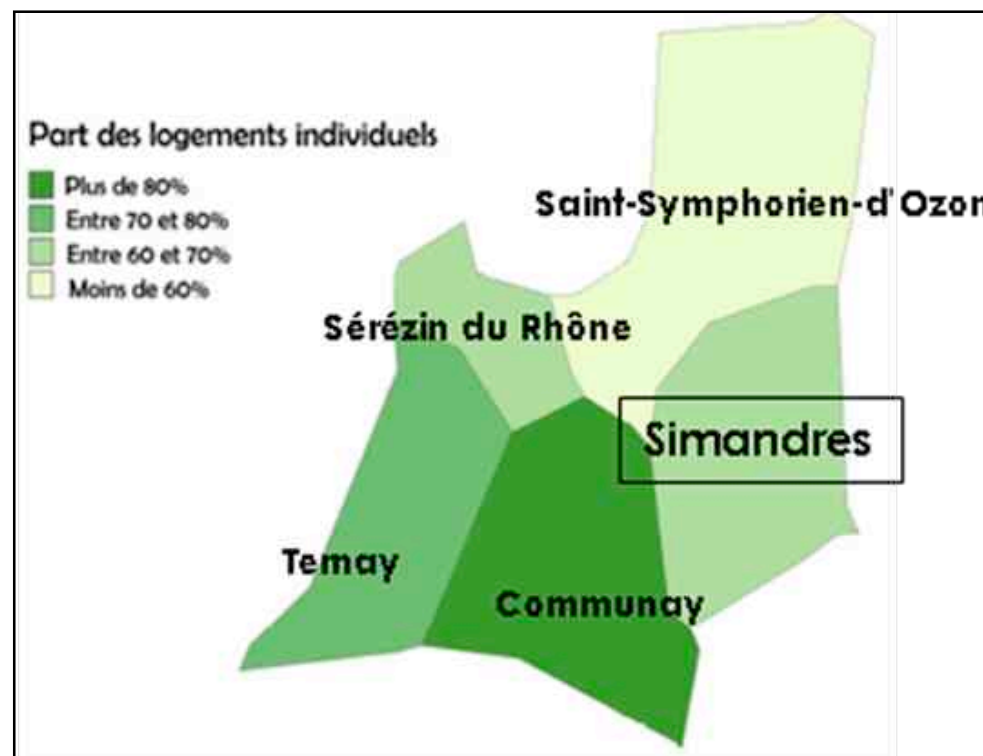 Part des logements individuels
Plus de 80%
Entre 70 et 80%
Entre 60 et 70%
Moins de 60%
Saint-Symphorien-d'Ozon
Sérézin du Rhône
Simandres
Ternay
Communay